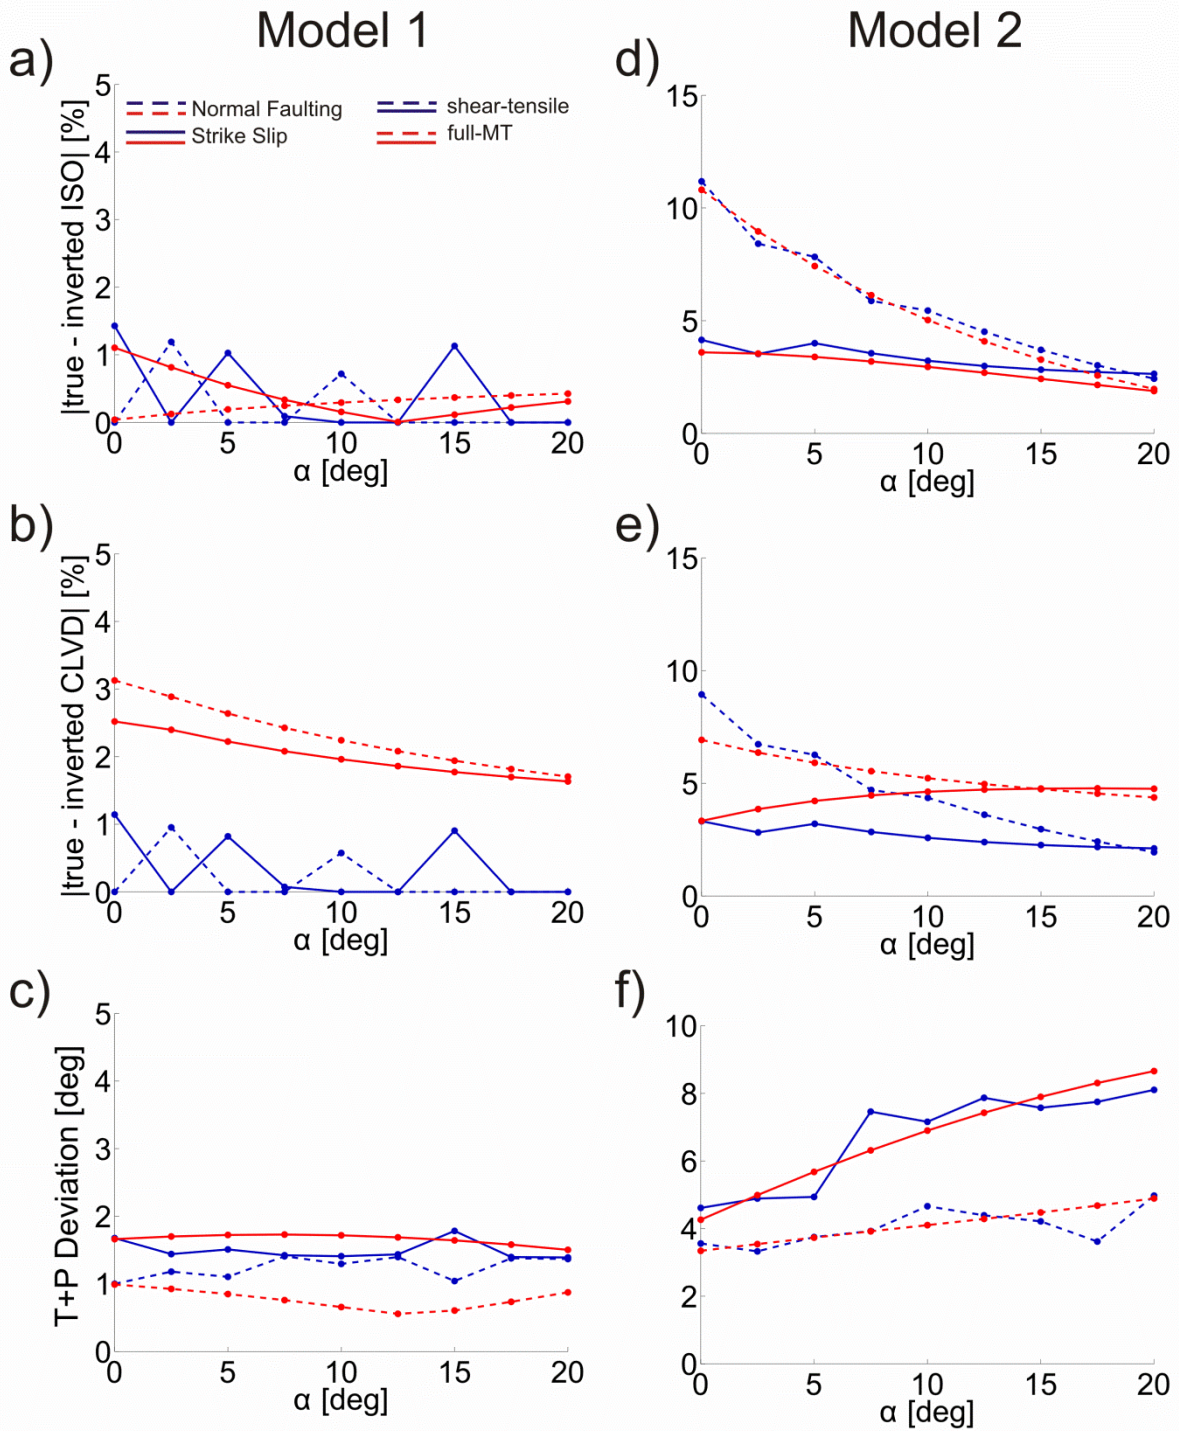 Model 1
Model 2
a)
|true - inverted ISO| [%]
5
4
3
2
1
0
Normal Faulting
Strike Slip
shear-tensile
full-MT
0 5 10 15 20
α [deg]
d)
15
10
5
0
0 5 10 15 20
α [deg]
b)
|true - inverted CLVD| [%]
5
4
3
2
1
0
0 5 10 15 20
α [deg]
e)
15
10
5
0
0 5 10 15 20
α [deg]
c)
T+P Deviation [deg]
5
4
3
2
1
0
0 5 10 15 20
α [deg]
f)
10
8
6
4
2
0
0 5 10 15 20
α [deg]